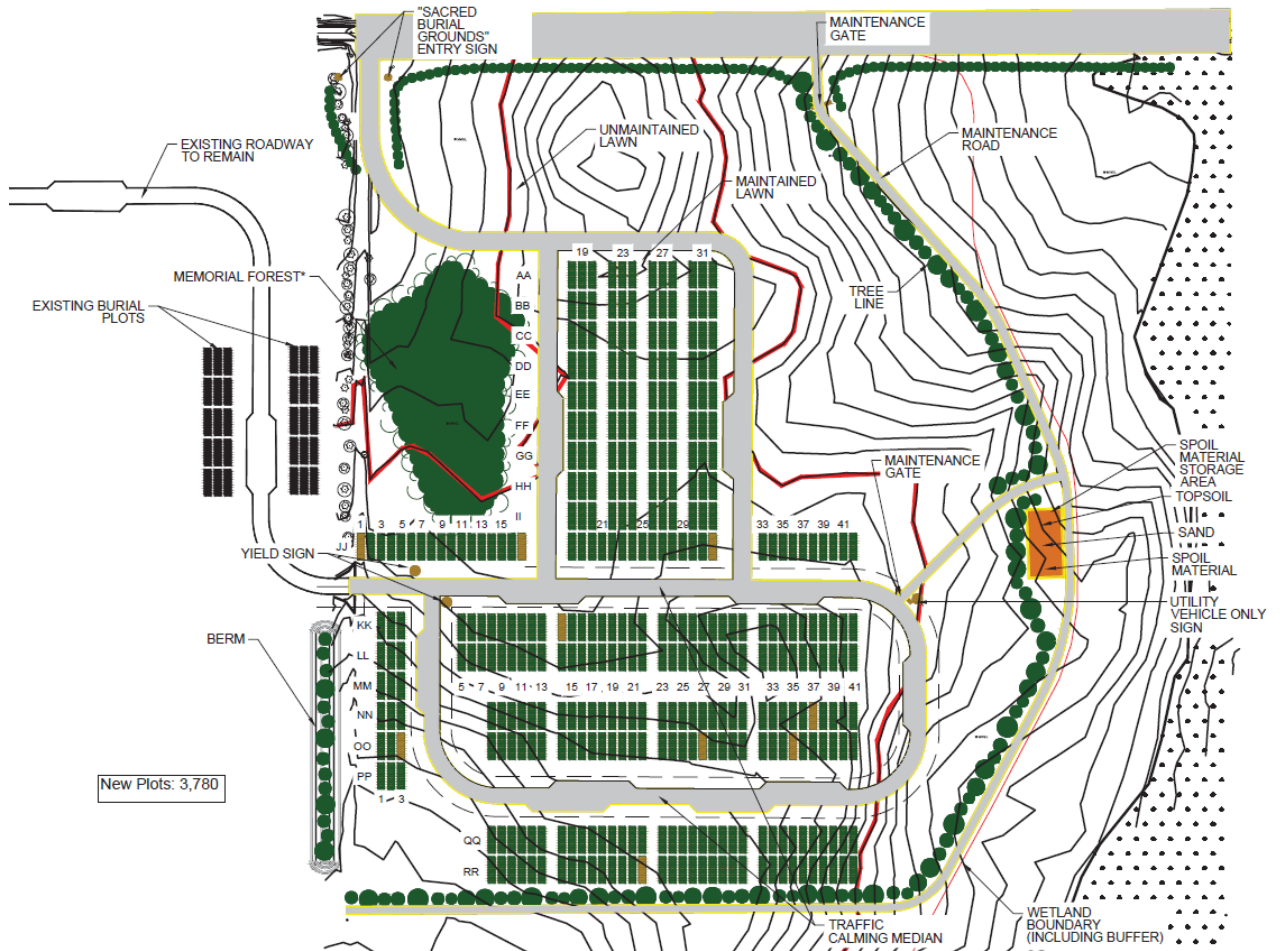 "SACRED
BURIAL
GROUNDS"
ENTRY SIGN
MAINTENANCE
GATE
EXISTING ROADWAY
TO REMAIN
UNMAINTAINED
LAWN
MAINTENANCE
ROAD
MAINTAINED
LAWN
19 23 27 31
MEMORIAL FOREST*
AA
TREE
LINE
EXISTING BURIAL
PLOTS
BB
CC
DD
EE
FF
GG
HH
II
MAINTENANCE
GATE
SPOIL
MATERIAL
STORAGE
AREA
TOPSOIL
SAND
SPOIL
MATERIAL
1 3 5 7 9 11 13 15
21 25 29
33 35 37 39 41
JJ
YIELD SIGN
UTILITY
VEHICLE ONLY
SIGN
BERM
KK
LL
MM
5 7 9 11 13 15 17 19 21 23 25 27 29 31 33 35 37 39 41
NN
OO
PP
1 3
New Plots: 3,780
QQ
RR
TRAFFIC
CALMING MEDIAN
WETLAND
BOUNDARY
(INCLUDING BUFFER)